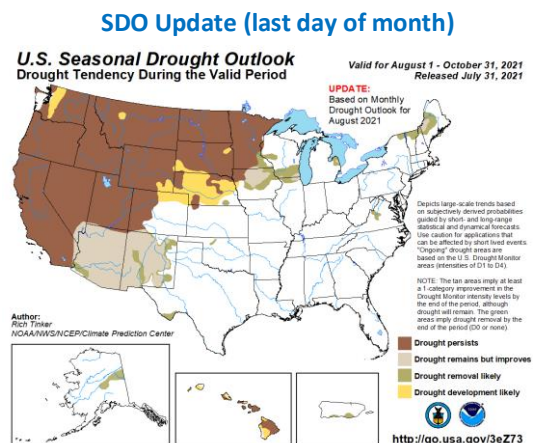 SDO Update (last day of month)
U.S. Seasonal Drought Outlook
Drought Tendency During the Valid Period
Valid for August 1 - October 31, 2021
Released July 31, 2021
UPDATE:
Based on Monthly
Drought Outlook for
August 2021
Depicts large-scale trends based
on subjectively derived probabilities
guided by short- and long-range
statistical and dynamical forecasts.
Use caution for applications that
can be affected by short lived events.
"Ongoing" drought areas are
based on the U.S. Drought Monitor
areas (intensities of D1 to D4).
NOTE: The tan areas imply at least
a 1-category improvement in the
Drought Monitor intensity levels by
the end of the period, although
drought will remain. The green
areas imply drought removal by the
end of the period (D0 or none).
Author:
Rich Tinker
NOAA/NWS/NCEP/Climate Prediction Center
Drought persists
Drought remains but improves
Drought removal likely
Drought development likely
http://go.usa.gov/3eZ73